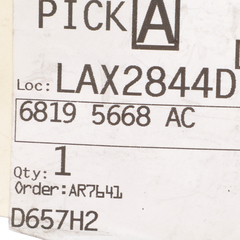 PICK A
Loc: LAX2844D
6819 5668 AC
Qty: 1
Order: AR7641
D657H2